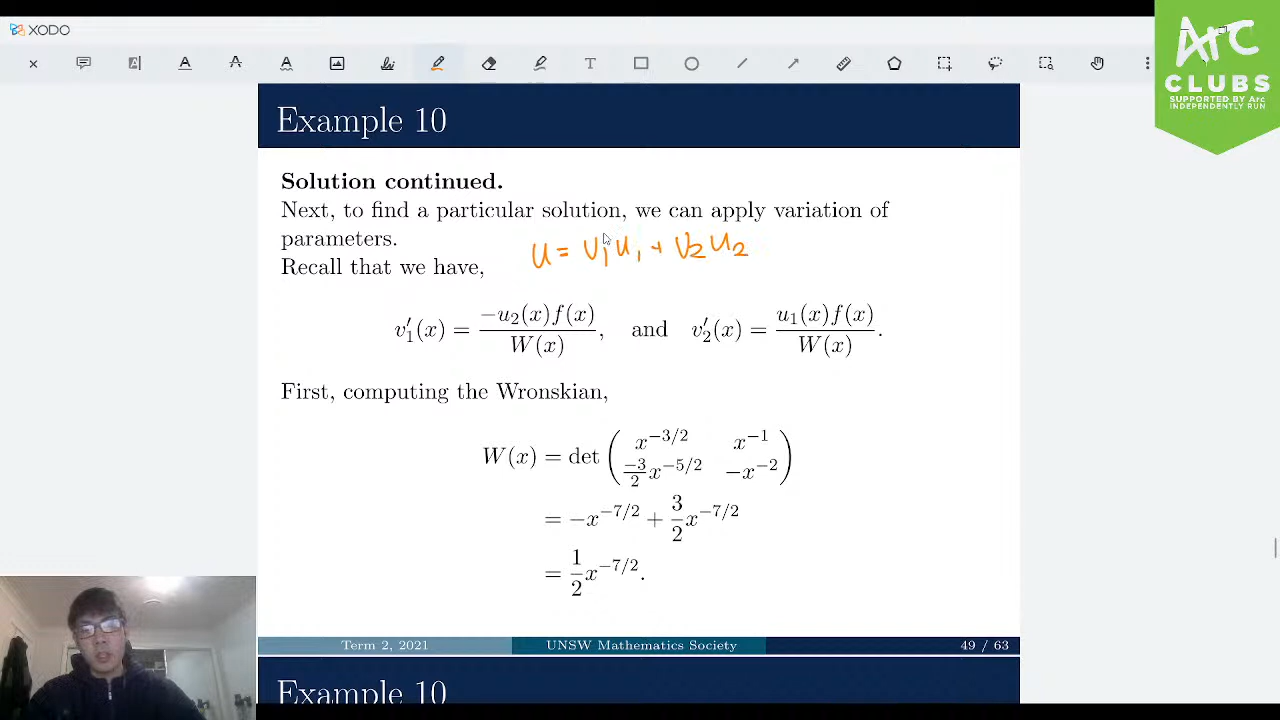 XODO
Arc
CLUBS
SUPPORTED BY Arc
INDEPENDENTLY RUN
Example 10
Solution continued.
Next, to find a particular solution, we can apply variation of
parameters.
u = v₁u₁ + v₂u₂
Recall that we have,
v₁′(x) = −u₂(x)f(x) / W(x), and v₂′(x) = u₁(x)f(x) / W(x).
First, computing the Wronskian,
W(x) = det ( x^{−3/2} x^{−1}
−3/2 x^{−5/2} −x^{−2} )
= −x^{−7/2} + 3/2 x^{−7/2}
= 1/2 x^{−7/2}.
Term 2, 2021 UNSW Mathematics Society 49 / 63
Example 10